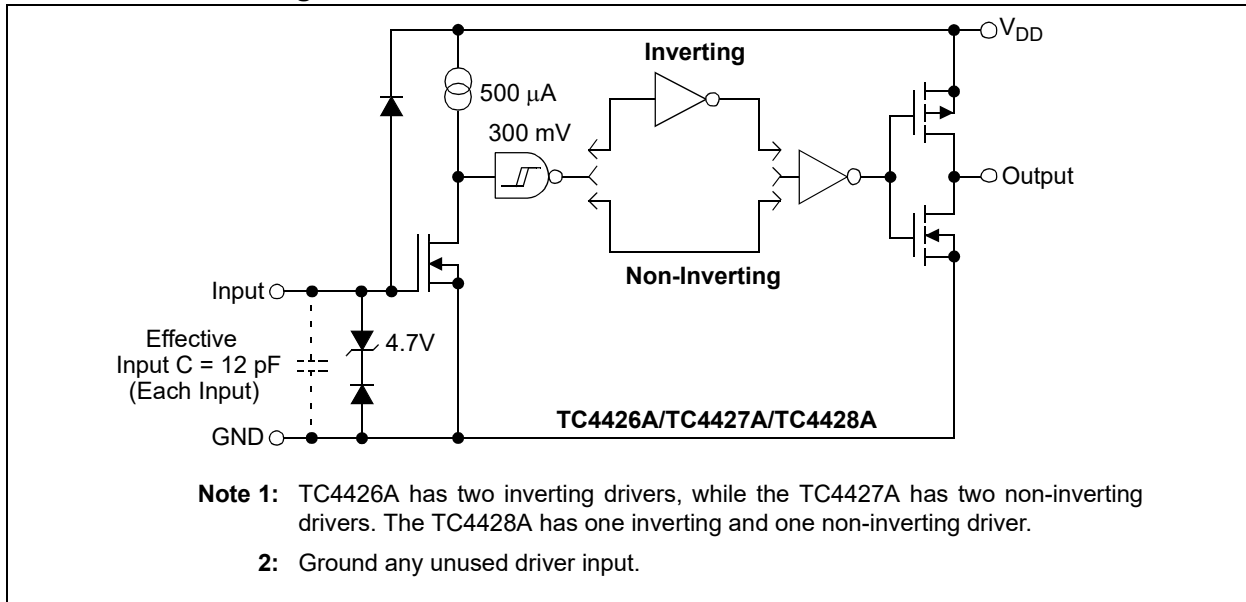 V_DD
Inverting
500 μA
300 mV
Output
Non-Inverting
Input
Effective
Input C = 12 pF
(Each Input)
4.7V
TC4426A/TC4427A/TC4428A
GND
Note 1: TC4426A has two inverting drivers, while the TC4427A has two non-inverting
drivers. The TC4428A has one inverting and one non-inverting driver.
2: Ground any unused driver input.